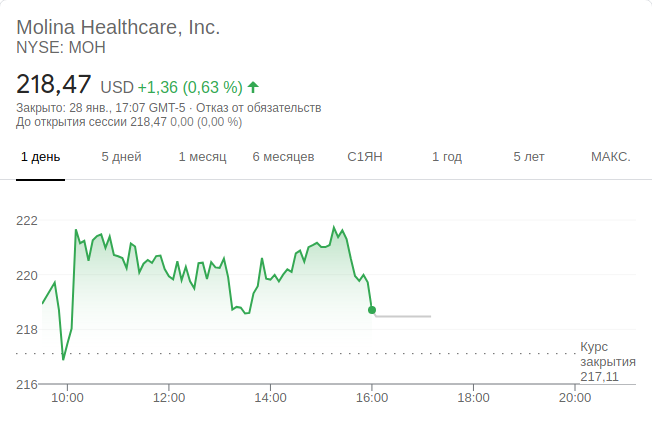 Molina Healthcare, Inc.
NYSE: MOH
218,47 USD +1,36 (0,63 %)
Закрыто: 28 янв., 17:07 GMT-5 · Отказ от обязательств
До открытия сессии 218,47 0,00 (0,00 %)
1 день 5 дней 1 месяц 6 месяцев С1ЯН 1 год 5 лет МАКС.
222
220
218
Курс
закрытия
217,11
216
10:00 12:00 14:00 16:00 18:00 20:00